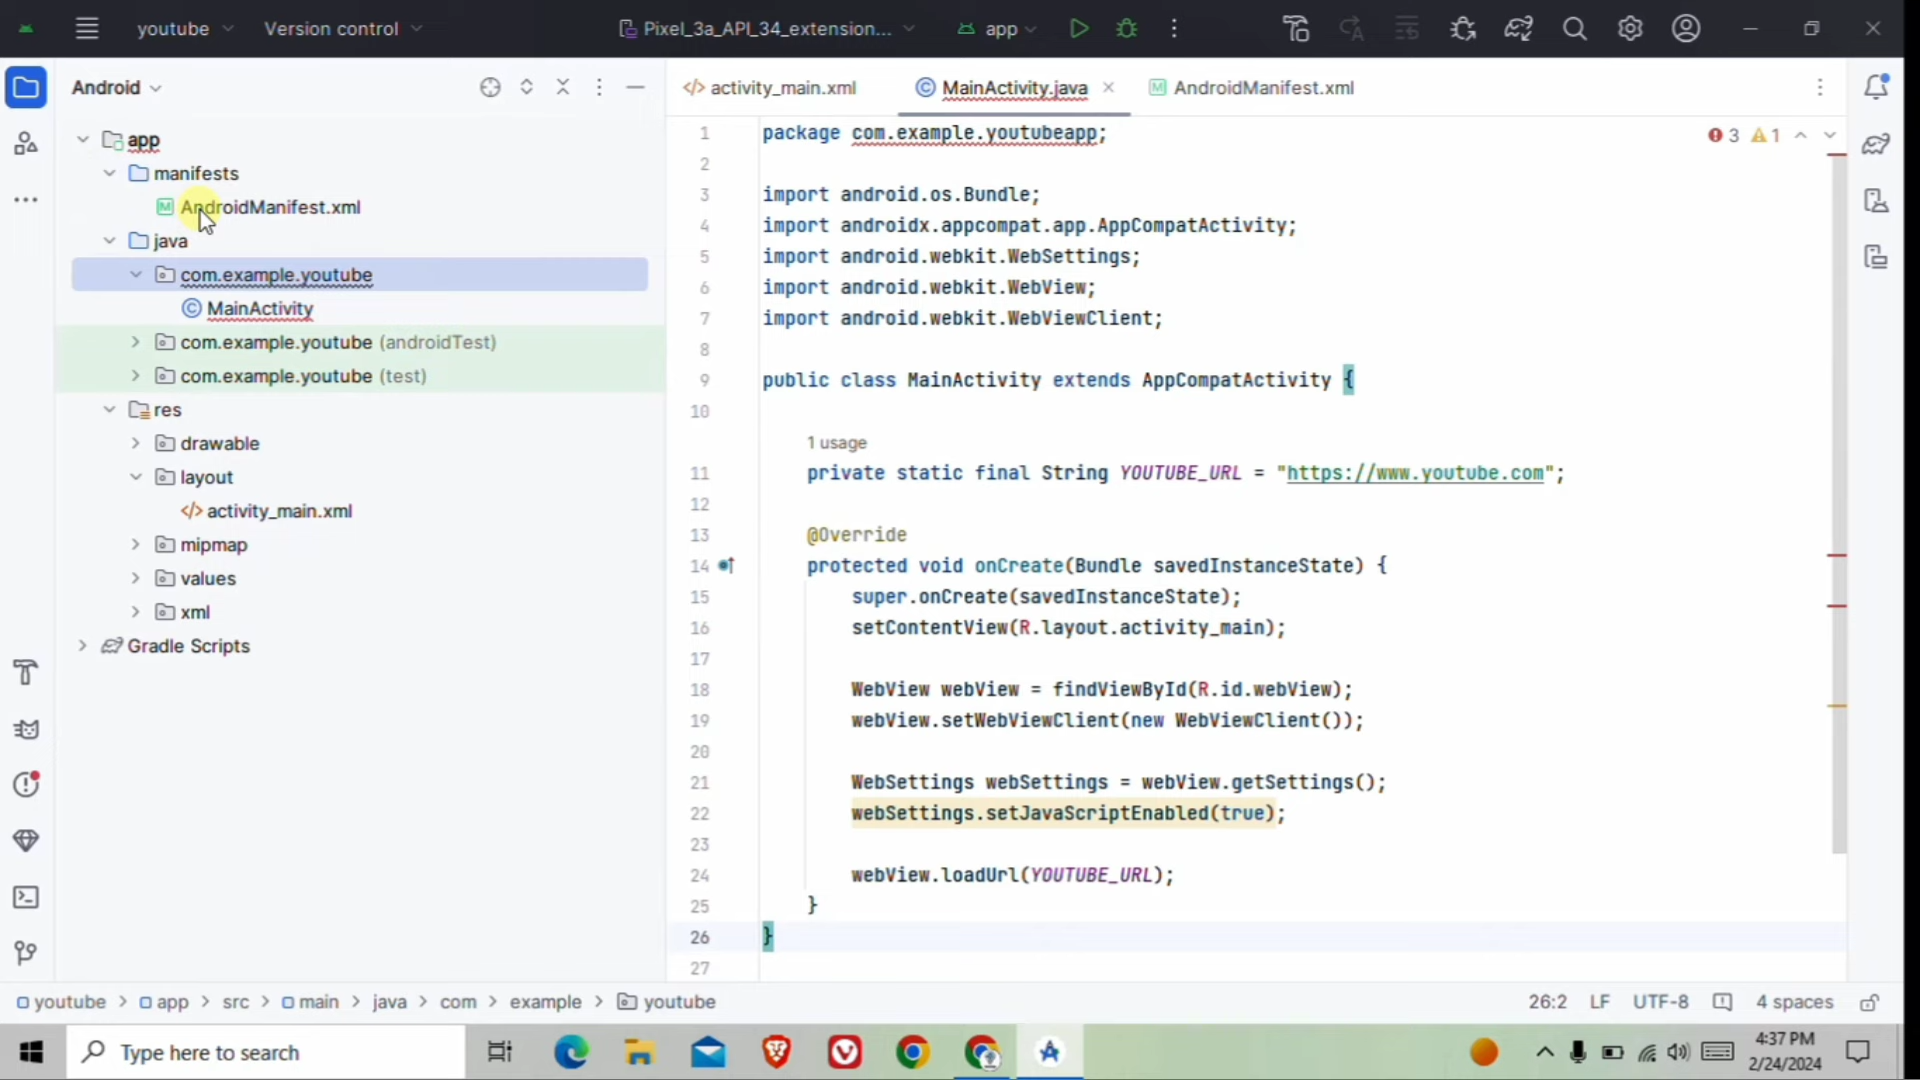 youtube
Version control
Pixel_3a_API_34_extension...
app
Android
activity_main.xml
MainActivity.java
AndroidManifest.xml
app
manifests
AndroidManifest.xml
java
com.example.youtube
MainActivity
com.example.youtube (androidTest)
com.example.youtube (test)
res
drawable
layout
activity_main.xml
mipmap
values
xml
Gradle Scripts
3 1
1 package com.example.youtubeapp;
2
3 import android.os.Bundle;
4 import androidx.appcompat.app.AppCompatActivity;
5 import android.webkit.WebSettings;
6 import android.webkit.WebView;
7 import android.webkit.WebViewClient;
8
9 public class MainActivity extends AppCompatActivity {
10
1 usage
11 private static final String YOUTUBE_URL = "https://www.youtube.com";
12
13 @Override
14 protected void onCreate(Bundle savedInstanceState) {
15 super.onCreate(savedInstanceState);
16 setContentView(R.layout.activity_main);
17
18 WebView webView = findViewById(R.id.webView);
19 webView.setWebViewClient(new WebViewClient());
20
21 WebSettings webSettings = webView.getSettings();
22 webSettings.setJavaScriptEnabled(true);
23
24 webView.loadUrl(YOUTUBE_URL);
25 }
26 }
27
youtube > app > src > main > java > com > example > youtube
26:2 LF UTF-8 4 spaces
Type here to search
4:37 PM
2/24/2024